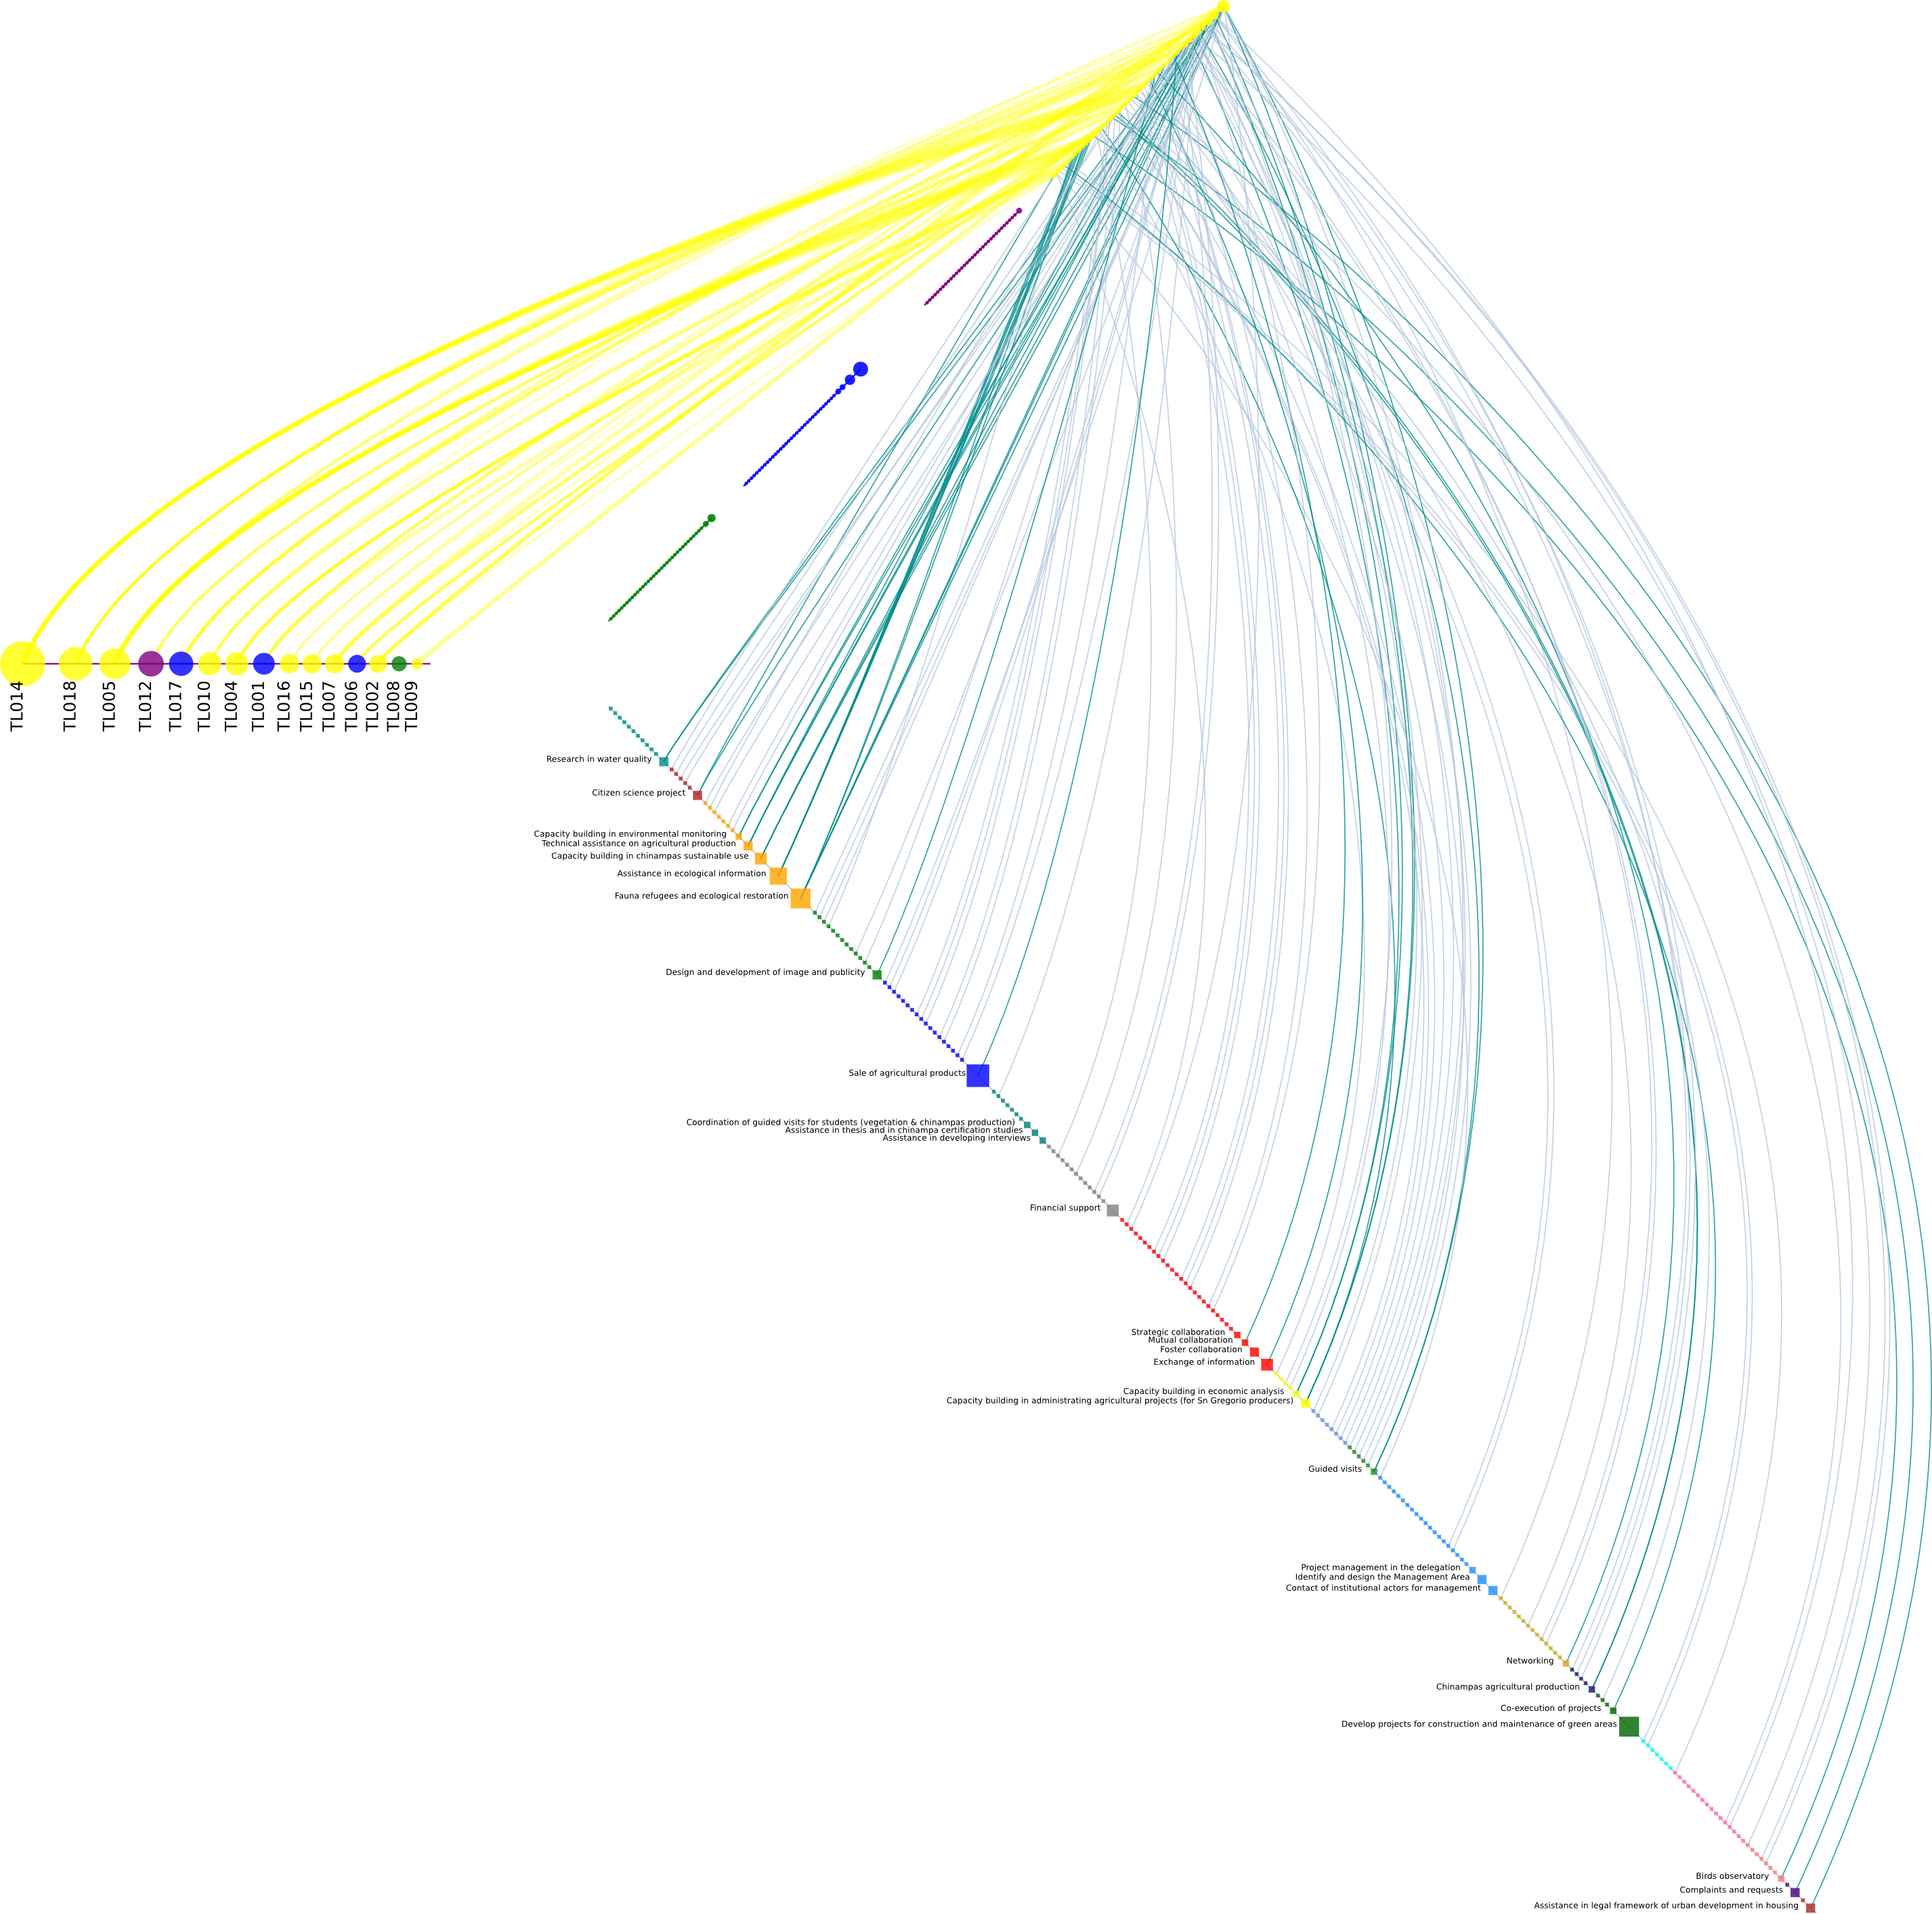 TL014
TL018
TL005
TL012
TL017
TL010
TL004
TL001
TL016
TL015
TL007
TL006
TL002
TL008
TL009
Research in water quality
Citizen science project
Capacity building in environmental monitoring
Technical assistance on agricultural production
Capacity building in chinampas sustainable use
Assistance in ecological information
Fauna refugees and ecological restoration
Design and development of image and publicity
Sale of agricultural products
Coordination of guided visits for students (vegetation & chinampas production)
Assistance in thesis and in chinampa certification studies
Assistance in developing interviews
Financial support
Strategic collaboration
Mutual collaboration
Foster collaboration
Exchange of information
Capacity building in economic analysis
Capacity building in administrating agricultural projects (for Sn Gregorio producers)
Guided visits
Project management in the delegation
Identify and design the Management Area
Contact of institutional actors for management
Networking
Chinampas agricultural production
Co-execution of projects
Develop projects for construction and maintenance of green areas
Birds observatory
Complaints and requests
Assistance in legal framework of urban development in housing